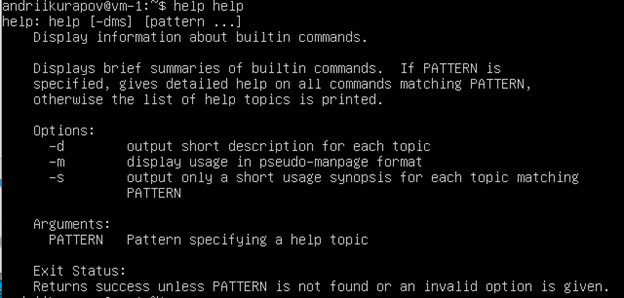 andriikurapov@vm-1:~$ help help
help: help [-dms] [pattern ...]
    Display information about builtin commands.

    Displays brief summaries of builtin commands.  If PATTERN is
    specified, gives detailed help on all commands matching PATTERN,
    otherwise the list of help topics is printed.

    Options:
      -d        output short description for each topic
      -m        display usage in pseudo-manpage format
      -s        output only a short usage synopsis for each topic matching
                PATTERN

    Arguments:
      PATTERN   Pattern specifying a help topic

    Exit Status:
    Returns success unless PATTERN is not found or an invalid option is given.